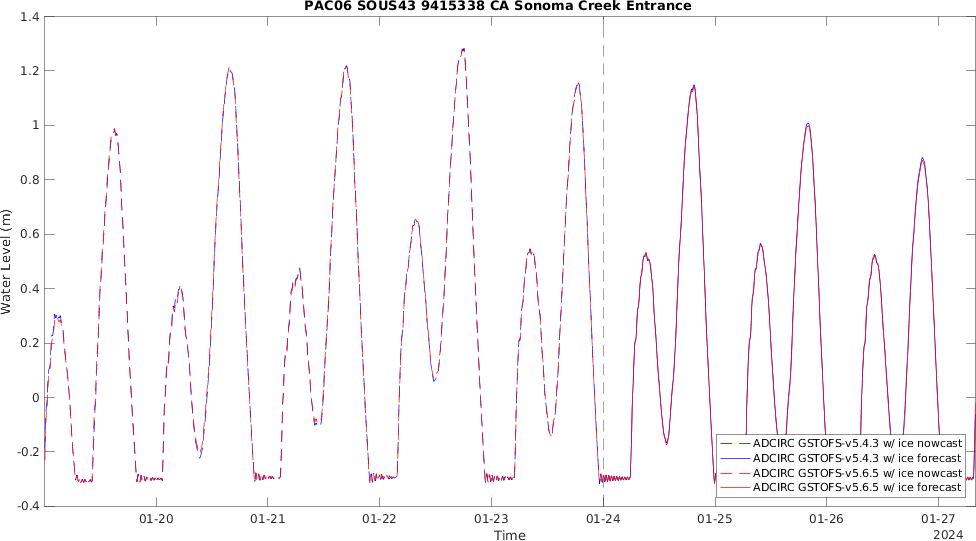 PAC06 SOUS43 9415338 CA Sonoma Creek Entrance
1.4
1.2
1
0.8
0.6
0.4
0.2
0
-0.2
-0.4
Water Level (m)
01-20 01-21 01-22 01-23 01-24 01-25 01-26 01-27
Time
2024
ADCIRC GSTOFS-v5.4.3 w/ ice nowcast
ADCIRC GSTOFS-v5.4.3 w/ ice forecast
ADCIRC GSTOFS-v5.6.5 w/ ice nowcast
ADCIRC GSTOFS-v5.6.5 w/ ice forecast